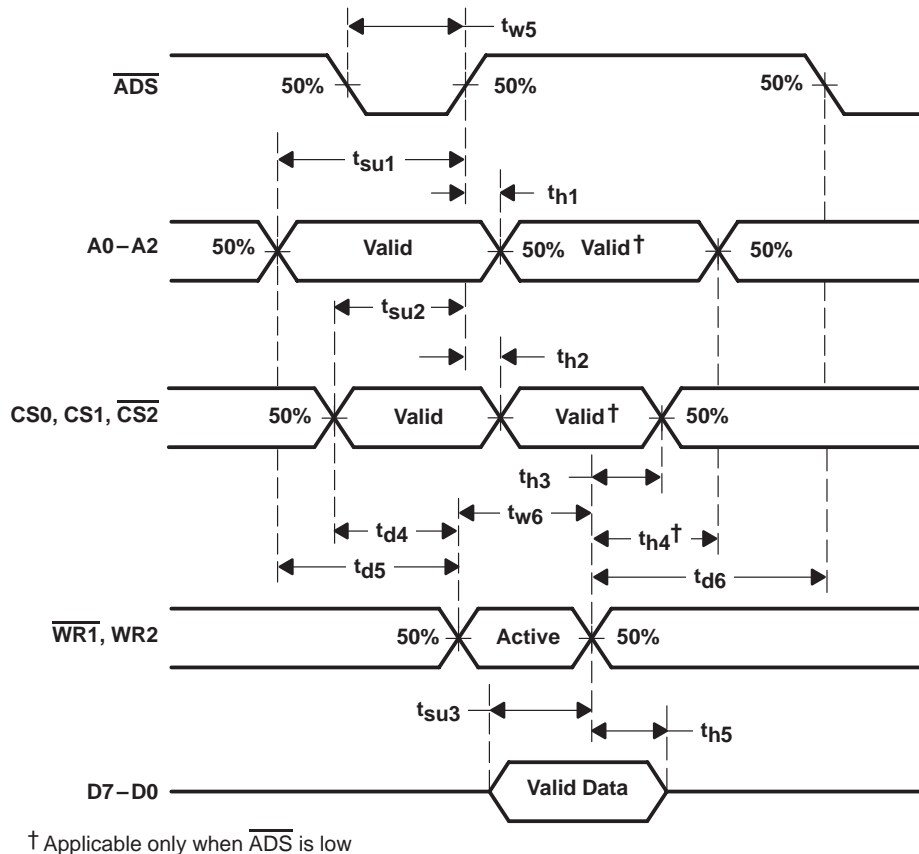 tw5
ADS 50% 50% 50%
tsu1
th1
A0–A2 50% Valid 50% Valid† 50%
tsu2
th2
CS0, CS1, CS2 50% Valid Valid† 50%
th3
tw6
td4 th4†
td5 td6
WR1, WR2 50% Active 50%
tsu3
th5
D7–D0 Valid Data
† Applicable only when ADS is low